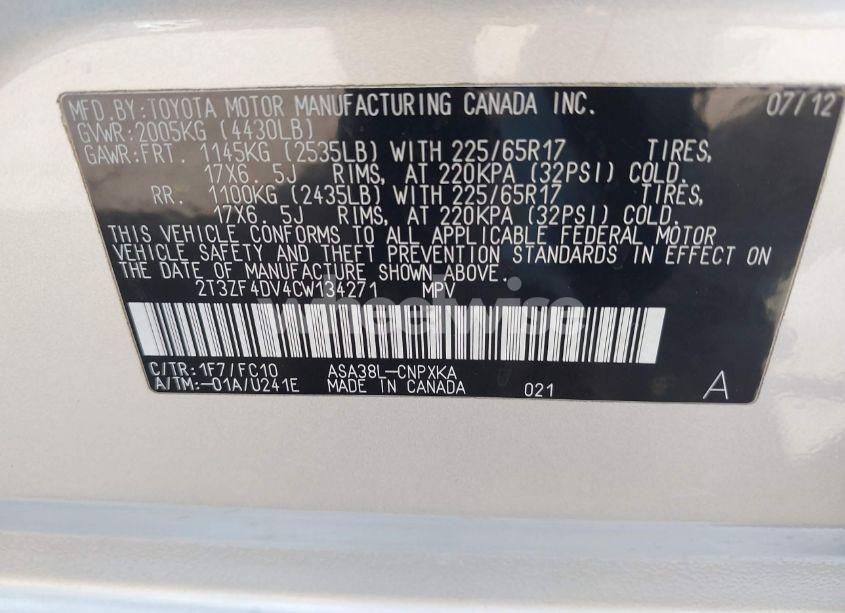 MFD. BY: TOYOTA MOTOR MANUFACTURING CANADA INC. 07/12
GVWR: 2005KG (4430LB)
GAWR: FRT. 1145KG (2535LB) WITH 225/65R17 TIRES,
17X6. 5J RIMS, AT 220KPA (32PSI) COLD.
RR. 1100KG (2435LB) WITH 225/65R17 TIRES,
17X6. 5J RIMS, AT 220KPA (32PSI) COLD.
THIS VEHICLE CONFORMS TO ALL APPLICABLE FEDERAL MOTOR
VEHICLE SAFETY AND THEFT PREVENTION STANDARDS IN EFFECT ON
THE DATE OF MANUFACTURE SHOWN ABOVE.
2T3ZF4DV4CW134271 MPV
wheelwise
C/TR: 1F7/FC10 ASA38L-CNPXKA
A/TM: -01A/U241E MADE IN CANADA 021 A